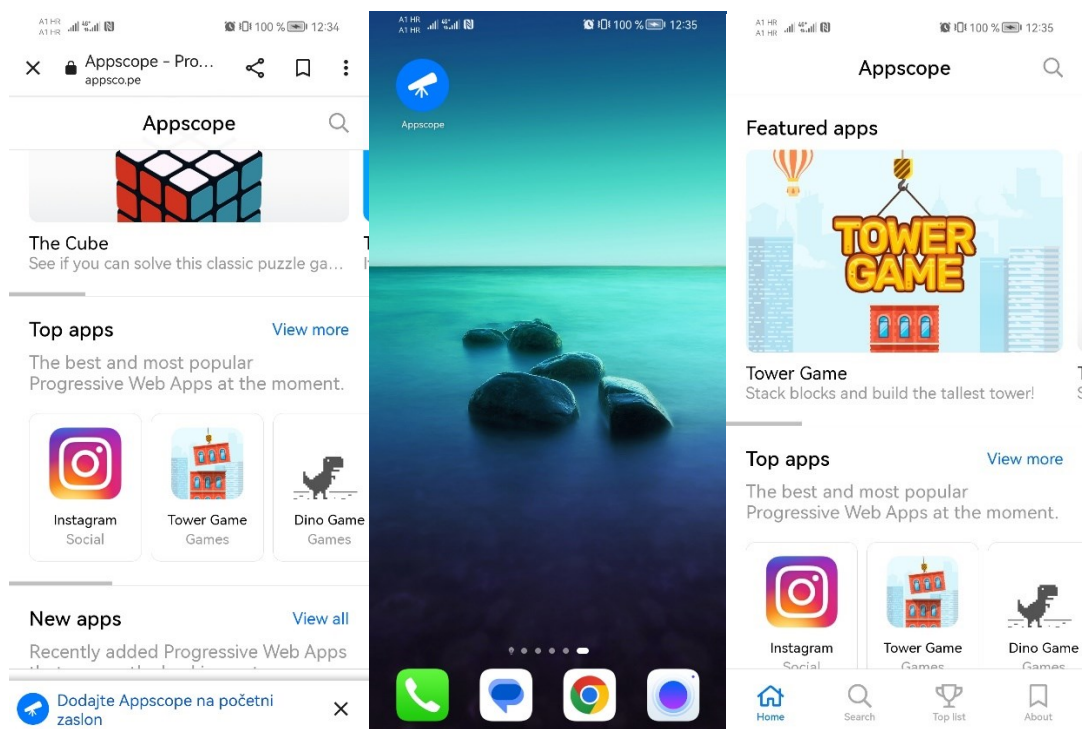 A1 HR
A1 HR
100 %
12:34
Appscope – Pro...
appsco.pe
Appscope
The Cube
See if you can solve this classic puzzle ga...
Top apps
View more
The best and most popular
Progressive Web Apps at the moment.
Instagram
Social
Tower Game
Games
Dino Game
Games
New apps
View all
Recently added Progressive Web Apps
Dodajte Appscope na početni
zaslon
A1 HR
A1 HR
100 %
12:35
Appscope
A1 HR
A1 HR
100 %
12:35
Appscope
Featured apps
TOWER
GAME
Tower Game
Stack blocks and build the tallest tower!
Top apps
View more
The best and most popular
Progressive Web Apps at the moment.
Instagram
Social
Tower Game
Games
Dino Game
Games
Home
Search
Top list
About